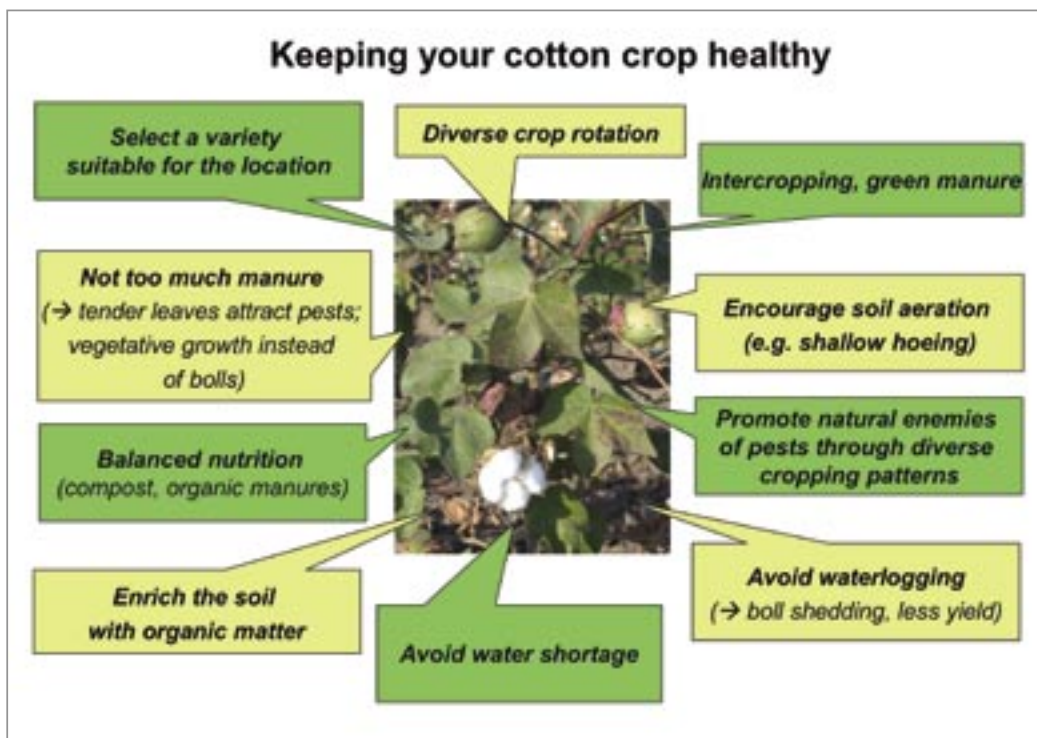 Keeping your cotton crop healthy
Select a variety
suitable for the location
Diverse crop rotation
Intercropping, green manure
Not too much manure
(→ tender leaves attract pests;
vegetative growth instead
of bolls)
Encourage soil aeration
(e.g. shallow hoeing)
Balanced nutrition
(compost, organic manures)
Promote natural enemies
of pests through diverse
cropping patterns
Enrich the soil
with organic matter
Avoid water shortage
Avoid waterlogging
(→ boll shedding, less yield)